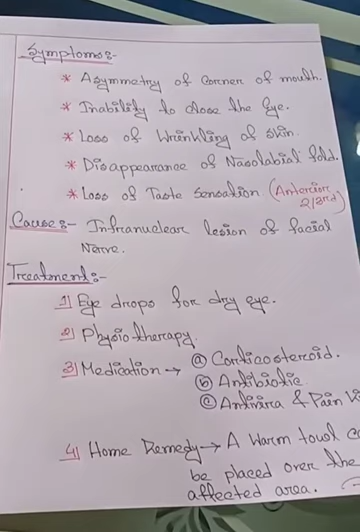 Symptoms:-
* Asymmetry of Corner of mouth.
* Inability to close the Eye.
* Loss of Wrinkling of skin.
* Disappearance of Nasolabial fold.
* Loss of Taste Sensation. (Anterior 2/3rd)
Cause:- Infranuclear lesion of facial
Nerve.
Treatment:-
1) Eye drops for dry eye.
2) Physiotherapy.
3) Medication → ⓐ Corticosteroid.
ⓑ Antibiotic
ⓒ Antivira & Pain
4) Home Remedy → A Warm towl
be placed over the
affected area.